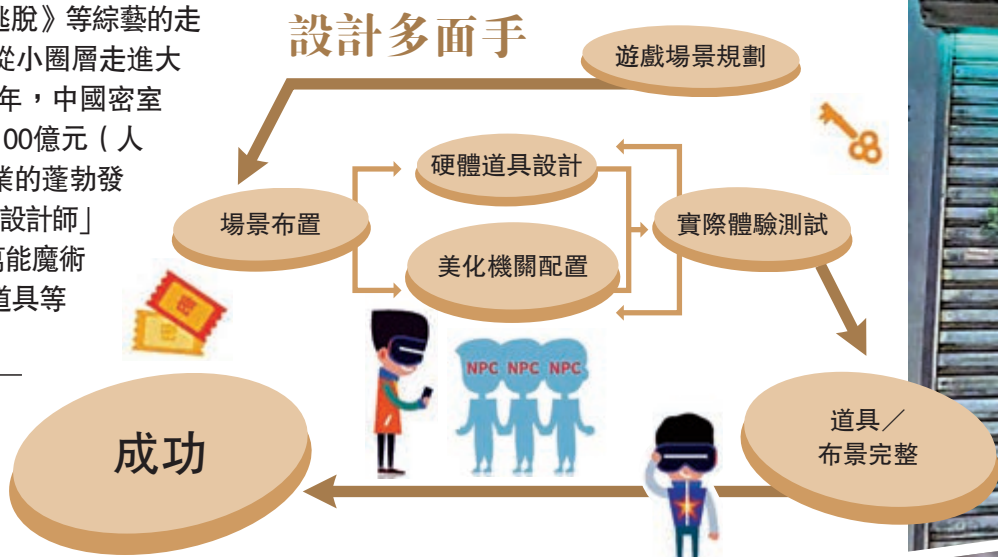 逃脫》等綜藝的走
從小圈層走進大
年，中國密室
00億元（人
業的蓬勃發
設計師」
萬能魔術
道具等
設計多面手
遊戲場景規劃
場景布置
硬體道具設計
美化機關配置
實際體驗測試
道具／
布景完整
成功
NPC NPC NPC